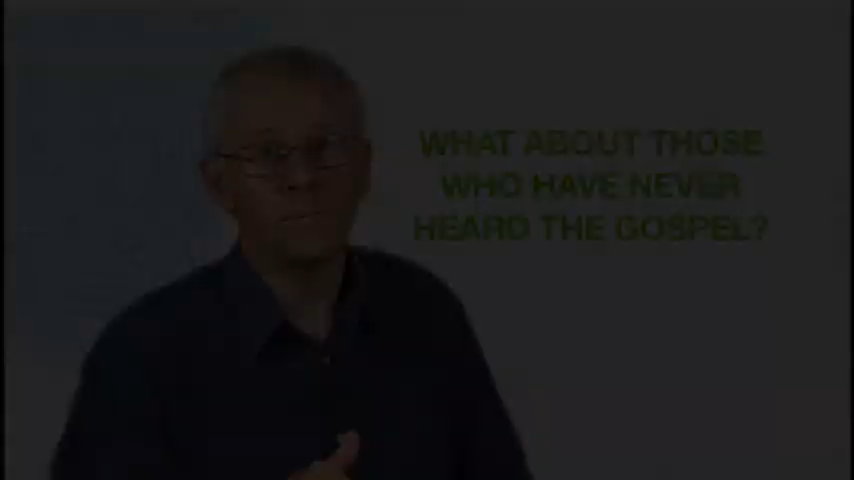 WHAT ABOUT THOSE
WHO HAVE NEVER
HEARD THE GOSPEL?